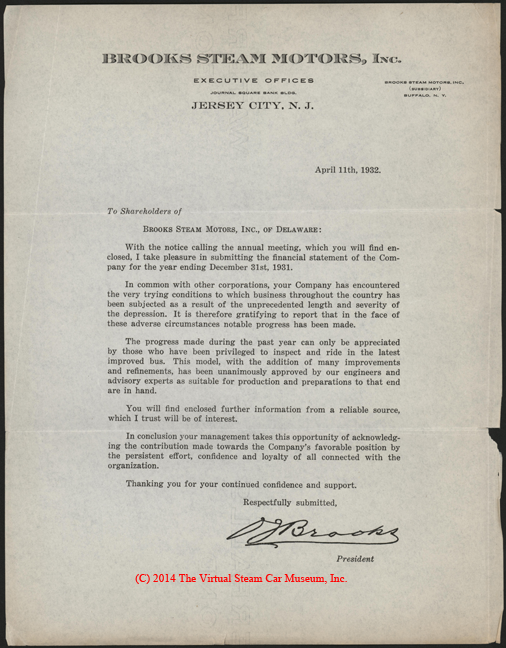 BROOKS STEAM MOTORS, INC.
EXECUTIVE OFFICES
JOURNAL SQUARE BANK BLDG.
JERSEY CITY, N. J.
BROOKS STEAM MOTORS, INC.
(SUBSIDIARY)
BUFFALO, N. Y.
April 11th, 1932.
To Shareholders of
BROOKS STEAM MOTORS, INC., OF DELAWARE:
With the notice calling the annual meeting, which you will find en-
closed, I take pleasure in submitting the financial statement of the Com-
pany for the year ending December 31st, 1931.
In common with other corporations, your Company has encountered
the very trying conditions to which business throughout the country has
been subjected as a result of the unprecedented length and severity of
the depression. It is therefore gratifying to report that in the face of
these adverse circumstances notable progress has been made.
The progress made during the past year can only be appreciated
by those who have been privileged to inspect and ride in the latest
improved bus. This model, with the addition of many improvements
and refinements, has been unanimously approved by our engineers and
advisory experts as suitable for production and preparations to that end
are in hand.
You will find enclosed further information from a reliable source,
which I trust will be of interest.
In conclusion your management takes this opportunity of acknowledg-
ing the contribution made towards the Company's favorable position by
the persistent effort, confidence and loyalty of all connected with the
organization.
Thanking you for your continued confidence and support.
Respectfully submitted,
O J Brooks
President
(C) 2014 The Virtual Steam Car Museum, Inc.